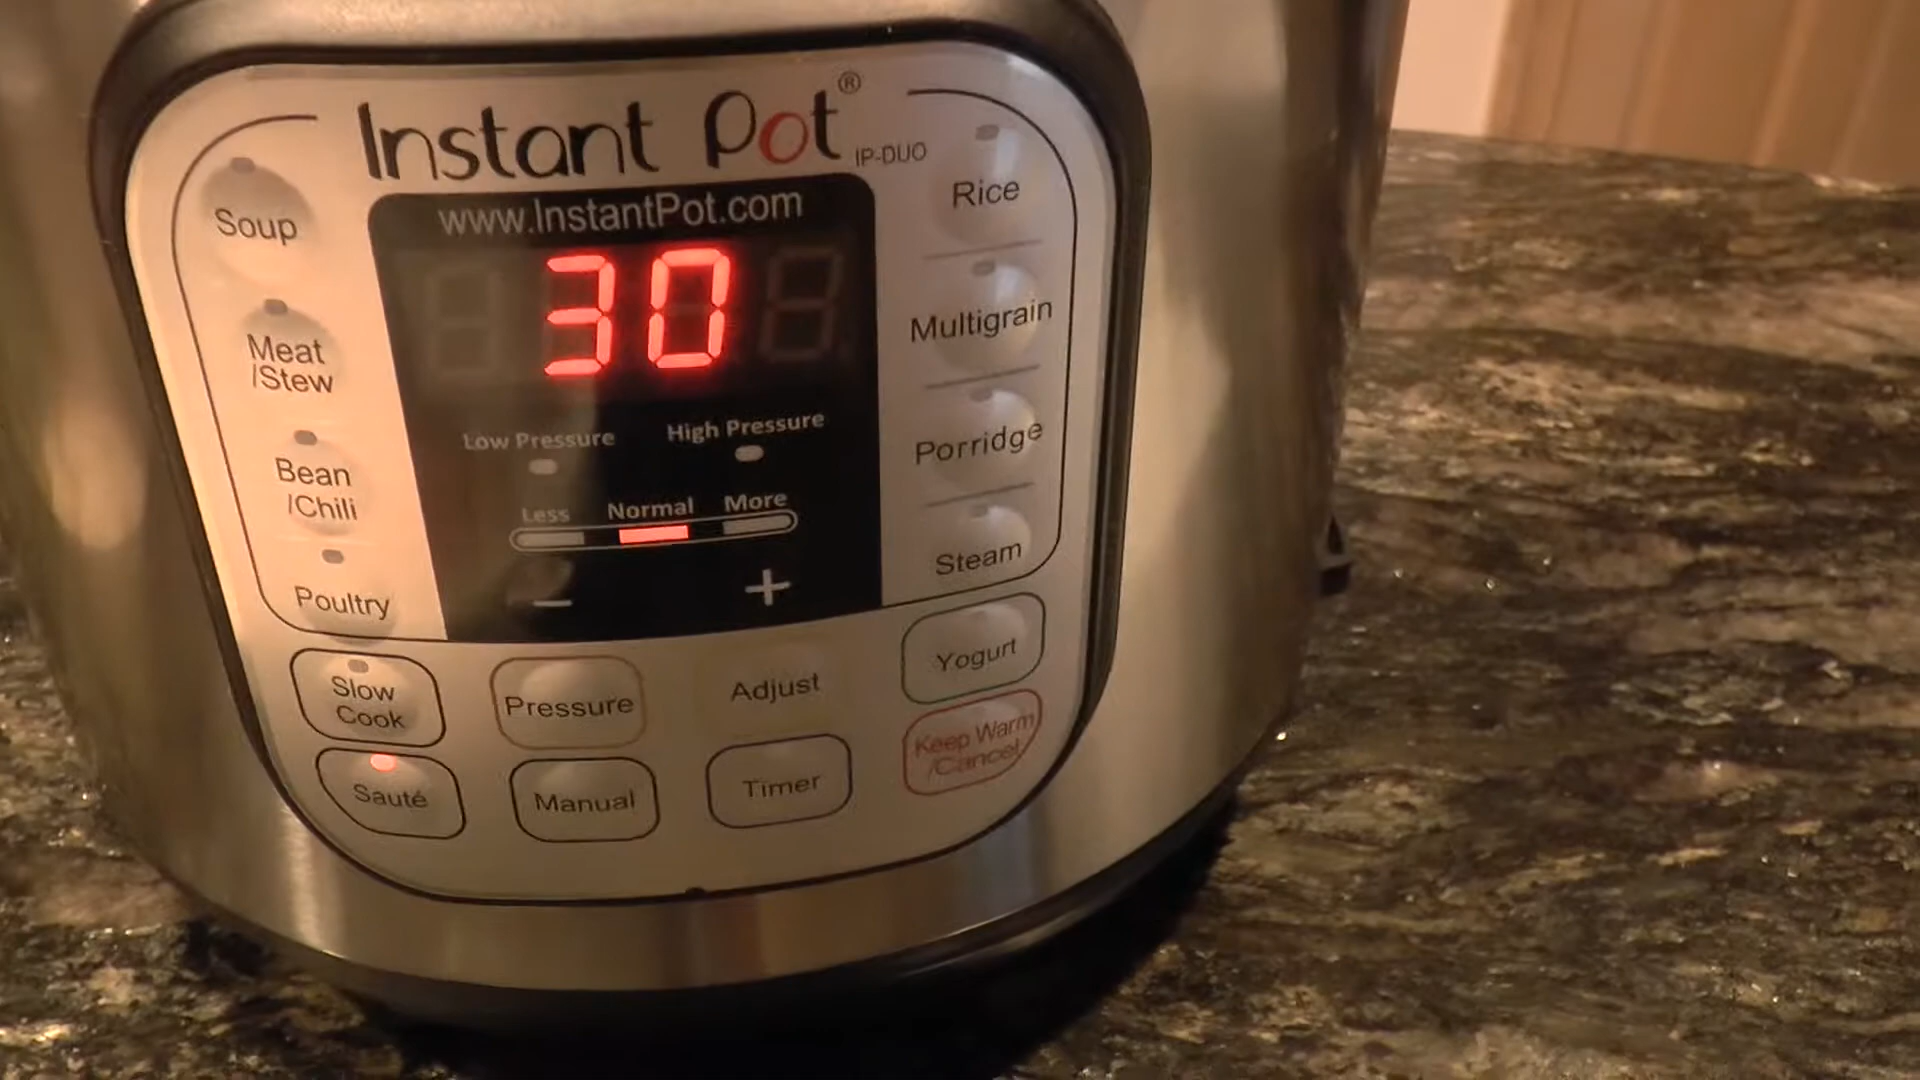 Instant Pot®
IP-DUO
www.InstantPot.com
30
Low Pressure
High Pressure
Less
Normal
More
−
+
Soup
Meat
/Stew
Bean
/Chili
Poultry
Rice
Multigrain
Porridge
Steam
Slow
Cook
Pressure
Adjust
Yogurt
Sauté
Manual
Timer
Keep Warm
/Cancel